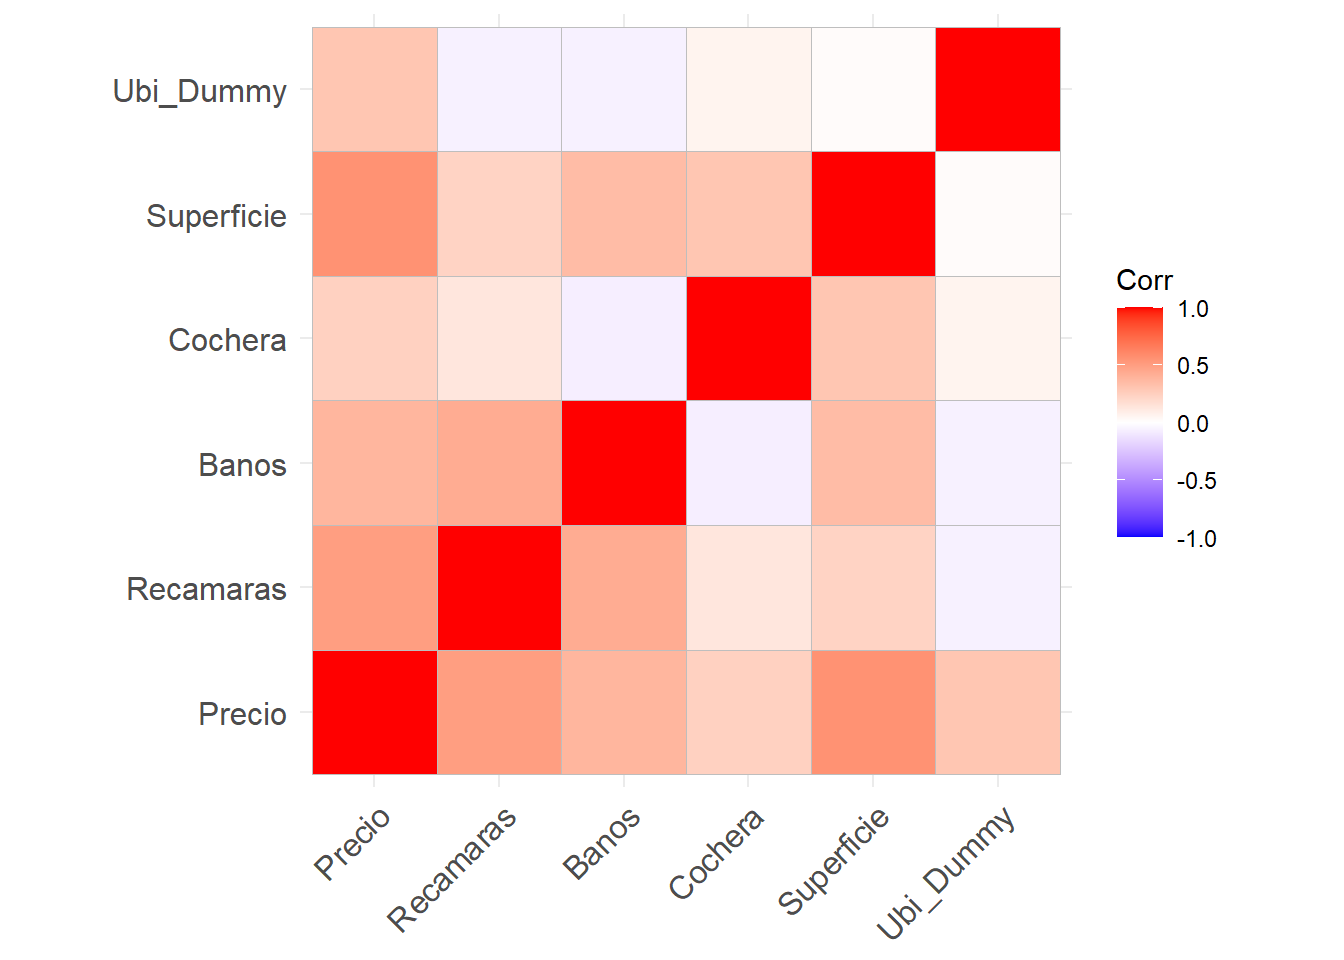 Ubi_Dummy
Superficie
Cochera
Banos
Recamaras
Precio
Precio
Recamaras
Banos
Cochera
Superficie
Ubi_Dummy
Corr
1.0
0.5
0.0
-0.5
-1.0